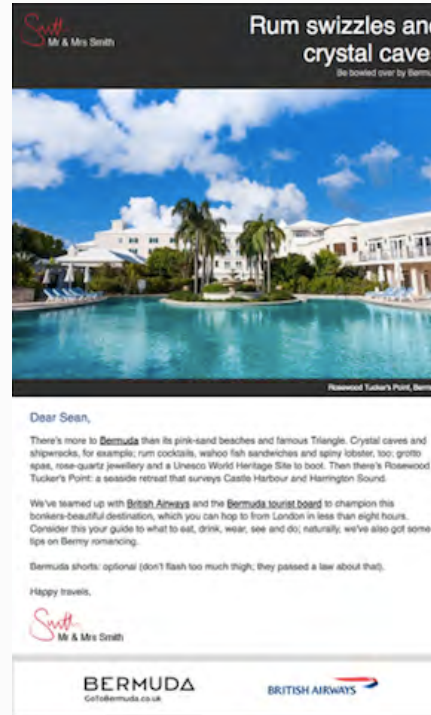 Smith
Mr & Mrs Smith
Rum swizzles and
crystal cave
Be bowled over by Bermu
Rosewood Tucker's Point, Berm
Dear Sean,
There's more to Bermuda than its pink-sand beaches and famous Triangle. Crystal caves and
shipwrecks, for example; rum cocktails, wahoo fish sandwiches and spiny lobster, too; grotto
spas, rose-quartz jewellery and a Unesco World Heritage Site to boot. Then there's Rosewood
Tucker's Point: a seaside retreat that surveys Castle Harbour and Harrington Sound.
We've teamed up with British Airways and the Bermuda tourist board to champion this
bonkers-beautiful destination, which you can hop to from London in less than eight hours.
Consider this your guide to what to eat, drink, wear, see and do; naturally, we've also got some
tips on Bermy romancing.
Bermuda shorts: optional (don't flash too much thigh; they passed a law about that).
Happy travels,
Smith
Mr & Mrs Smith
BERMUDA
GoToBermuda.co.uk
BRITISH AIRWAYS